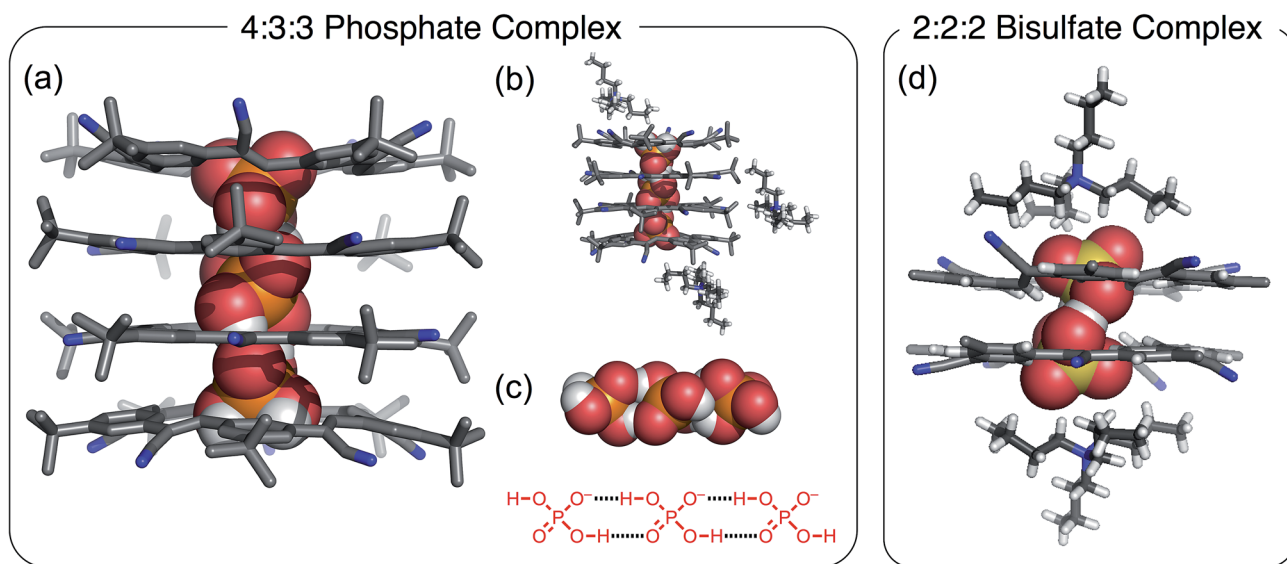 4:3:3 Phosphate Complex
(a)
(b)
(c)
H–O O⁻ H–O O⁻ H–O O⁻
P P P
O O–H O O–H O O–H
2:2:2 Bisulfate Complex
(d)